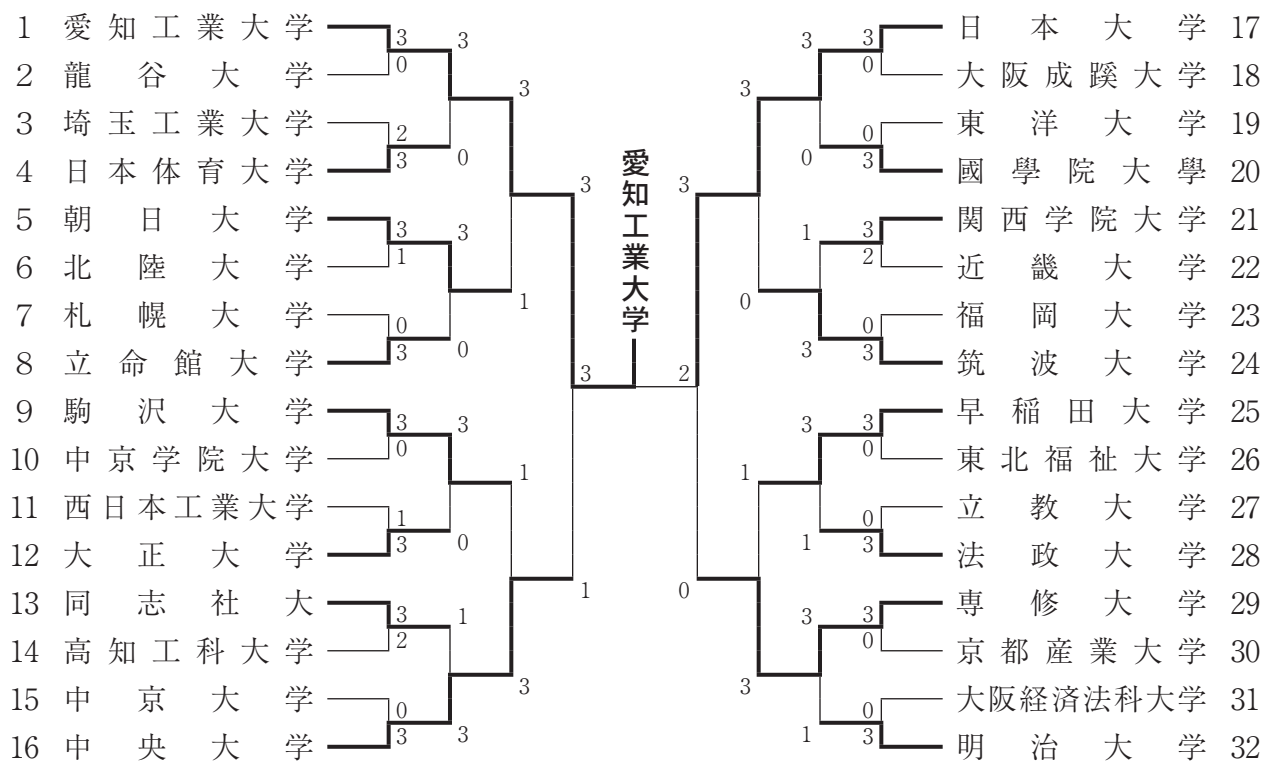 1 愛知工業大学
2 龍谷大学
3 埼玉工業大学
4 日本体育大学
5 朝日大学
6 北陸大学
7 札幌大学
8 立命館大学
9 駒沢大学
10 中京学院大学
11 西日本工業大学
12 大正大学
13 同志社大
14 高知工科大学
15 中京大学
16 中央大学
3
0
2
3
3
1
0
3
3
0
1
3
3
2
0
3
3
0
3
0
3
0
1
3
3
1
1
3
3
1
3
愛知工業大学
2
3
0
3
0
1
3
3
0
1
3
3
1
3
1
3
0
0
3
3
2
0
3
3
0
0
3
3
0
0
3
日本大学 17
大阪成蹊大学 18
東洋大学 19
國學院大學 20
関西学院大学 21
近畿大学 22
福岡大学 23
筑波大学 24
早稲田大学 25
東北福祉大学 26
立教大学 27
法政大学 28
専修大学 29
京都産業大学 30
大阪経済法科大学 31
明治大学 32